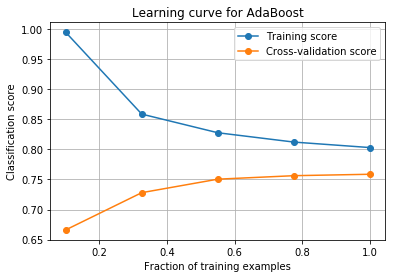 Learning curve for AdaBoost
Training score
Cross-validation score
Classification score
1.00
0.95
0.90
0.85
0.80
0.75
0.70
0.65
0.2 0.4 0.6 0.8 1.0
Fraction of training examples